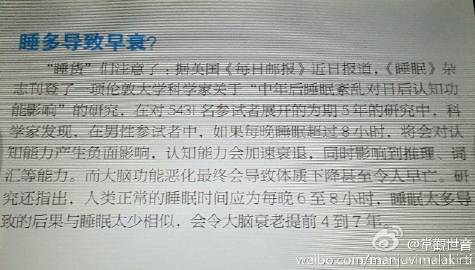 睡多导致早衰?
“睡货”们注意了：据英国《每日邮报》近日报道，《睡眠》杂
志刊登了一项伦敦大学科学家关于“中年后睡眠紊乱对日后认知功
能影响”的研究，在对5431名参试者展开的为期5年的研究中，科
学家发现，在男性参试者中，如果每晚睡眠超过8小时，将会对认
知能力产生负面影响，认知能力会加速衰退，同时影响到推理、词
汇等能力。而大脑功能恶化最终会导致体质下降甚至令人早亡。研
究还指出，人类正常的睡眠时间应为每晚6至8小时，睡眠太多导
致的后果与睡眠太少相似，会令大脑衰老提前4到7年。
@常觀世音
weibo.com/manjuvimalakirti